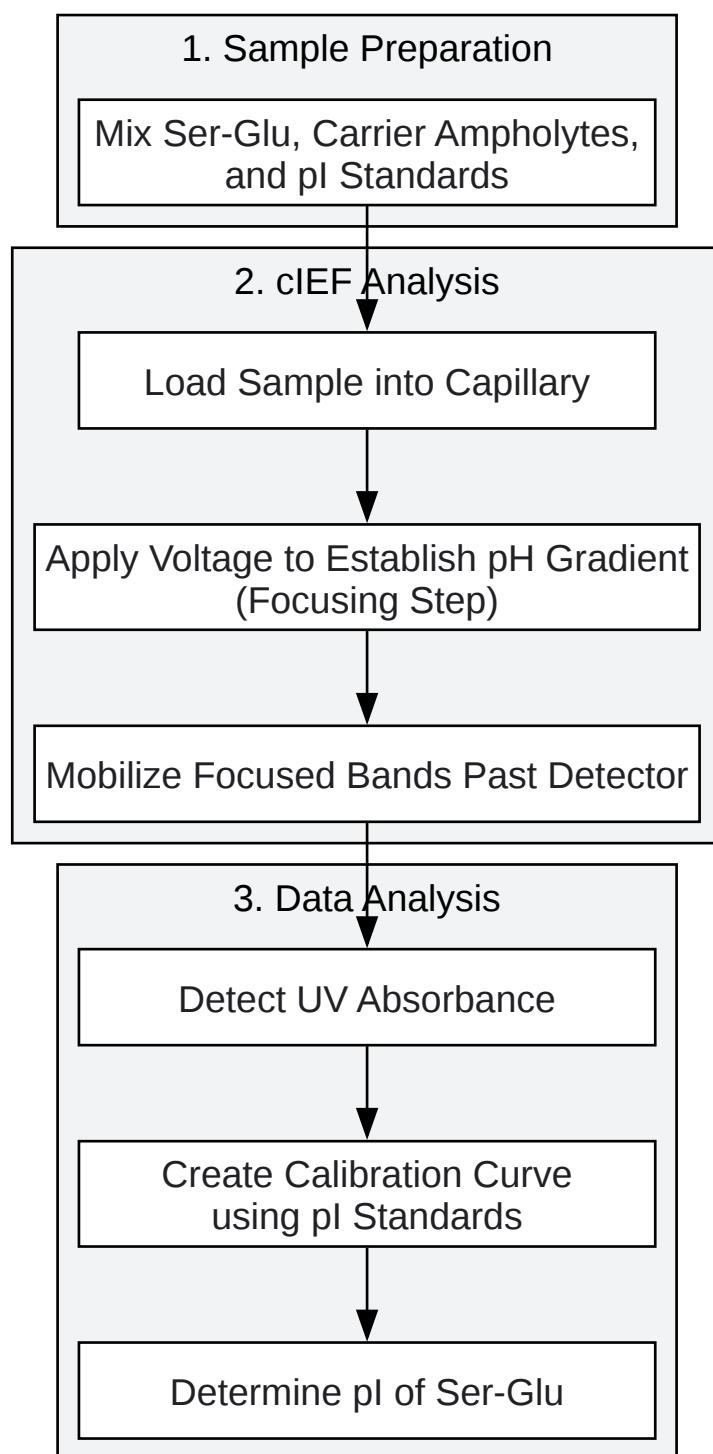 1. Sample Preparation
Mix Ser-Glu, Carrier Ampholytes,
and pI Standards
2. cIEF Analysis
Load Sample into Capillary
Apply Voltage to Establish pH Gradient
(Focusing Step)
Mobilize Focused Bands Past Detector
3. Data Analysis
Detect UV Absorbance
Create Calibration Curve
using pI Standards
Determine pI of Ser-Glu